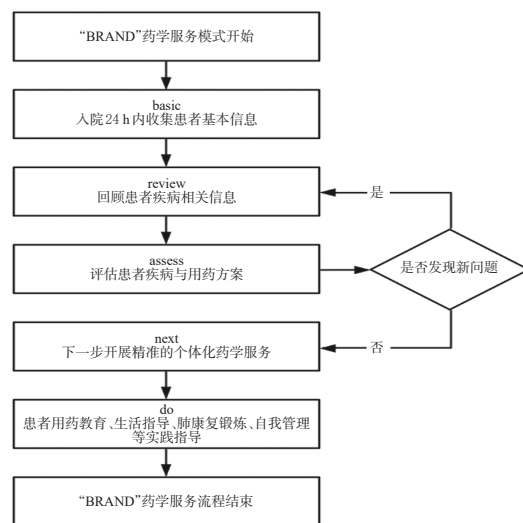 “BRAND”药学服务模式开始
basic
入院24 h内收集患者基本信息
review
回顾患者疾病相关信息
是
assess
评估患者疾病与用药方案
是否发现新问题
next
下一步开展精准的个体化药学服务
否
do
患者用药教育、生活指导、肺康复锻炼、自我管理
等实践指导
“BRAND”药学服务流程结束